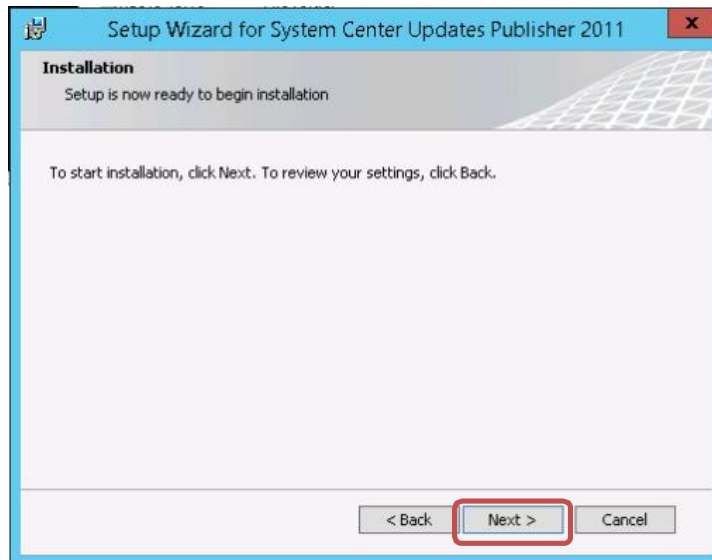 Setup Wizard for System Center Updates Publisher 2011
x
Installation
Setup is now ready to begin installation
To start installation, click Next. To review your settings, click Back.
< Back
Next >
Cancel